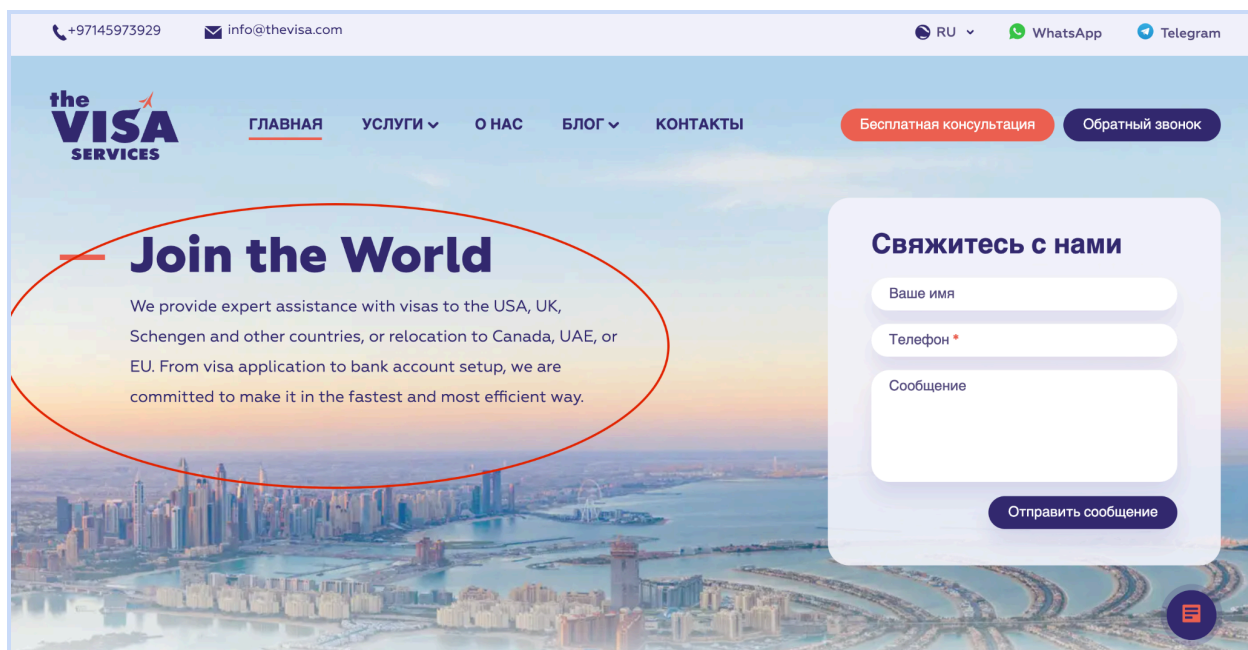 +97145973929
info@thevisa.com
RU
WhatsApp
Telegram
the
VISA
SERVICES
ГЛАВНАЯ
УСЛУГИ
О НАС
БЛОГ
КОНТАКТЫ
Бесплатная консультация
Обратный звонок
Join the World
We provide expert assistance with visas to the USA, UK,
Schengen and other countries, or relocation to Canada, UAE, or
EU. From visa application to bank account setup, we are
committed to make it in the fastest and most efficient way.
Свяжитесь с нами
Ваше имя
Телефон *
Сообщение
Отправить сообщение